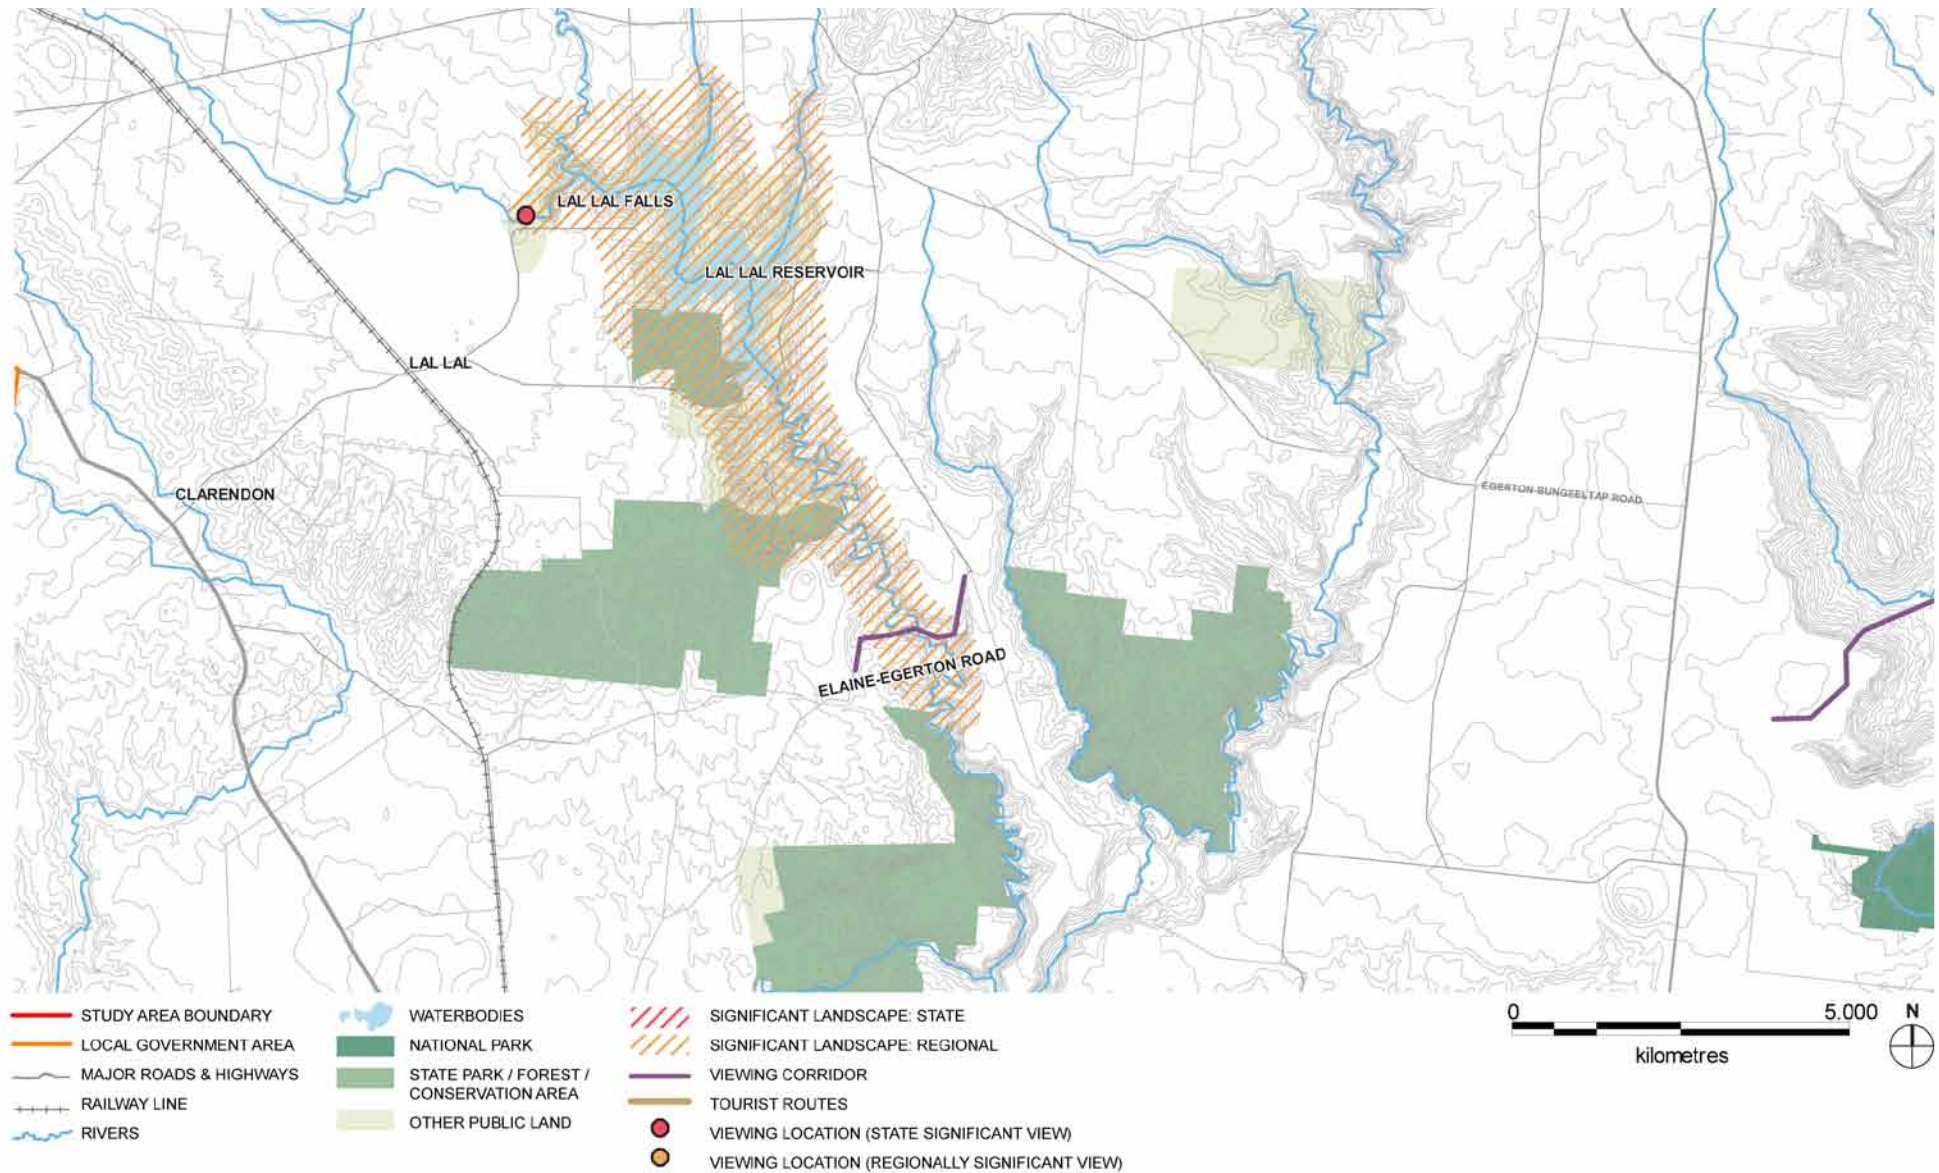 LAL LAL FALLS
LAL LAL RESERVOIR
LAL LAL
CLARENDON
EGERTON-BUNGEELTAP ROAD
ELAINE-EGERTON ROAD
STUDY AREA BOUNDARY
LOCAL GOVERNMENT AREA
MAJOR ROADS & HIGHWAYS
RAILWAY LINE
RIVERS
WATERBODIES
NATIONAL PARK
STATE PARK / FOREST /
CONSERVATION AREA
OTHER PUBLIC LAND
SIGNIFICANT LANDSCAPE: STATE
SIGNIFICANT LANDSCAPE: REGIONAL
VIEWING CORRIDOR
TOURIST ROUTES
VIEWING LOCATION (STATE SIGNIFICANT VIEW)
VIEWING LOCATION (REGIONALLY SIGNIFICANT VIEW)
0 5.000 N
kilometres